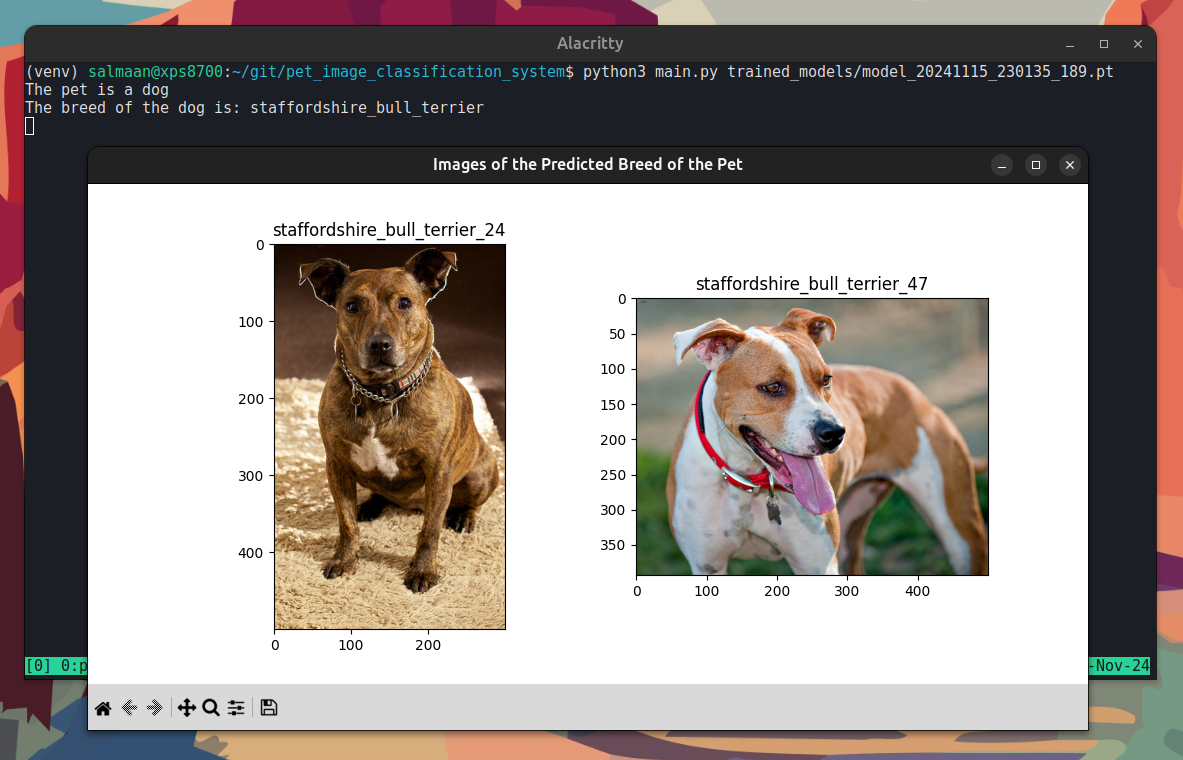 Alacritty
(venv) salmaan@xps8700:~/git/pet_image_classification_system$ python3 main.py trained_models/model_20241115_230135_189.pt
The pet is a dog
The breed of the dog is: staffordshire_bull_terrier
Images of the Predicted Breed of the Pet
staffordshire_bull_terrier_24
0
100
200
300
400
0 100 200
staffordshire_bull_terrier_47
0
50
100
150
200
250
300
350
0 100 200 300 400
[0] 0:p
-Nov-24